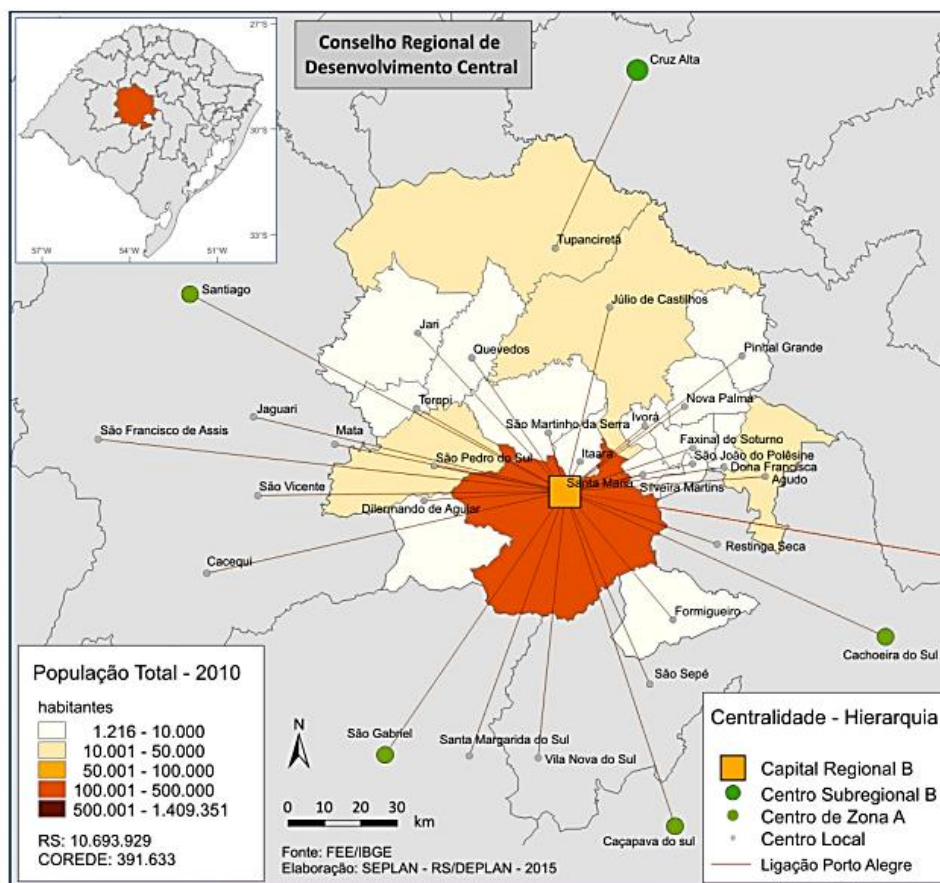 Conselho Regional de
Desenvolvimento Central
27°S
30°S
33°S
57°W
54°W
51°W
Cruz Alta
Tupanciretã
Santiago
Júlio de Castilhos
Jari
Quevedos
Pinhal Grande
Toropi
Nova Palma
Jaguari
São Martinho da Serra
Ivorá
São Francisco de Assis
Mata
Faxinal do Soturno
São Pedro do Sul
Itaara
São João do Polêsine
Dona Francisca
Santa Maria
Silveira Martins
Agudo
São Vicente
Dilermando de Aguiar
Restinga Seca
Cacequi
Formigueiro
Cachoeira do Sul
São Sepé
São Gabriel
Santa Margarida do Sul
Vila Nova do Sul
Caçapava do sul
População Total - 2010
habitantes
1.216 - 10.000
10.001 - 50.000
50.001 - 100.000
100.001 - 500.000
500.001 - 1.409.351
RS: 10.693.929
COREDE: 391.633
N
0 10 20 30
km
Fonte: FEE/IBGE
Elaboração: SEPLAN - RS/DEPLAN - 2015
Centralidade - Hierarquia
Capital Regional B
Centro Subregional B
Centro de Zona A
Centro Local
Ligação Porto Alegre